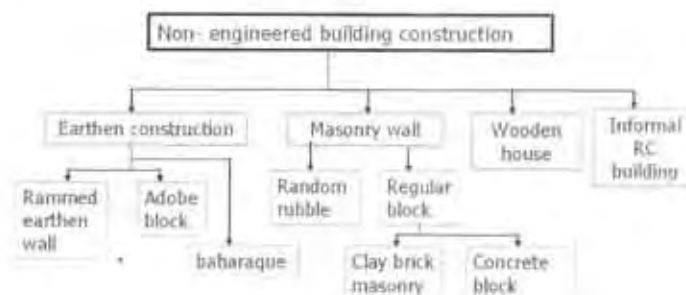 Non- engineered building construction
Earthen construction
Masonry wall
Wooden
house
Informal
RC
building
Rammed
earthen
wall
Adobe
block
baharaque
Random
rubble
Regular
block
Clay brick
masonry
Concrete
block